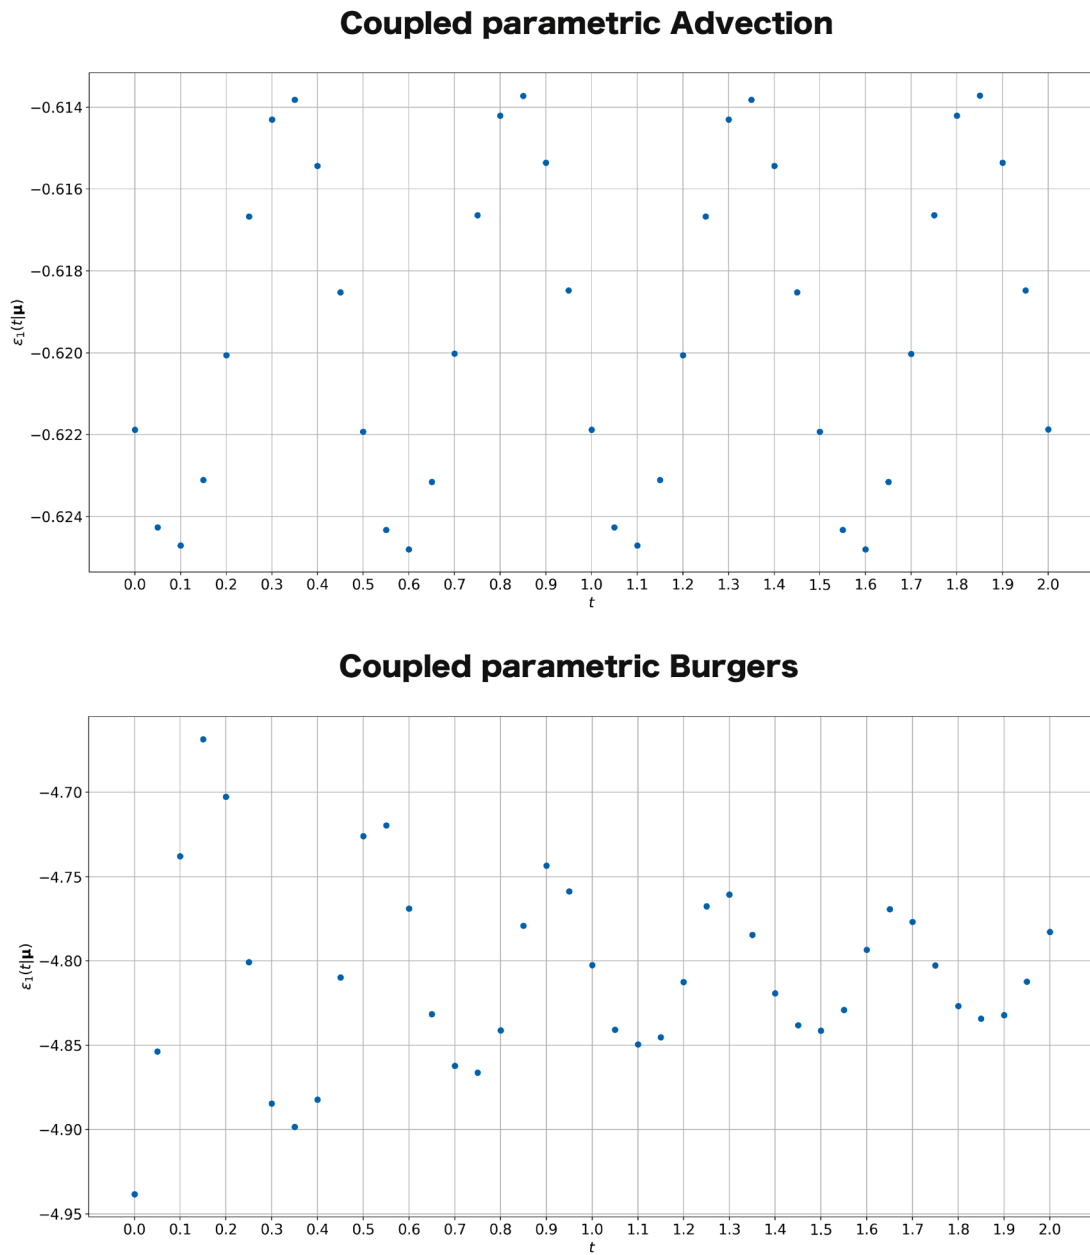 Coupled parametric Advection
−0.614
−0.616
−0.618
−0.620
−0.622
−0.624
ε₁(t|μ)
0.0 0.1 0.2 0.3 0.4 0.5 0.6 0.7 0.8 0.9 1.0 1.1 1.2 1.3 1.4 1.5 1.6 1.7 1.8 1.9 2.0
t
Coupled parametric Burgers
−4.70
−4.75
−4.80
−4.85
−4.90
−4.95
ε₁(t|μ)
0.0 0.1 0.2 0.3 0.4 0.5 0.6 0.7 0.8 0.9 1.0 1.1 1.2 1.3 1.4 1.5 1.6 1.7 1.8 1.9 2.0
t